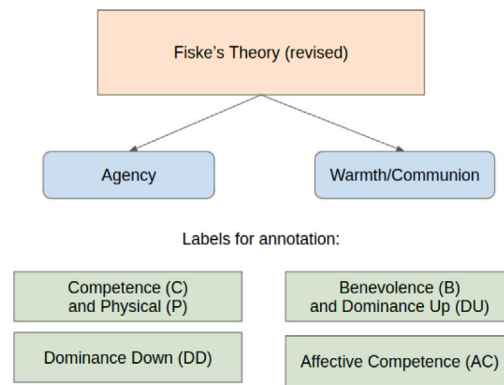 Fiske's Theory (revised)
Agency
Warmth/Communion
Labels for annotation:
Competence (C)
and Physical (P)
Benevolence (B)
and Dominance Up (DU)
Dominance Down (DD)
Affective Competence (AC)